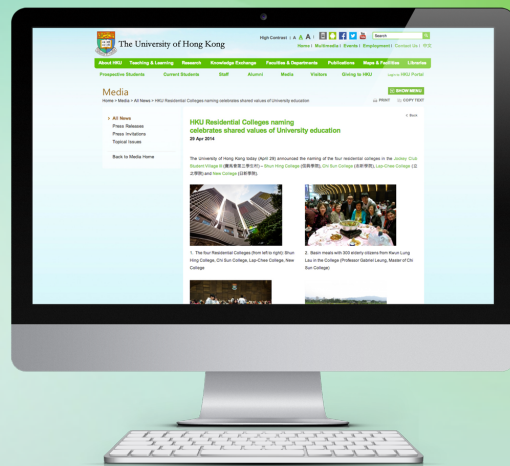 The University of Hong Kong
High Contrast | A A A |
Search
Home | Multimedia | Events | Employment | Contact Us | 中文
About HKU Teaching & Learning Research Knowledge Exchange Faculties & Departments Publications Maps & Facilities Libraries
Prospective Students Current Students Staff Alumni Media Visitors Giving to HKU Login to HKU Portal
Media
SHOW MENU
Home > Media > All News > HKU Residential Colleges naming celebrates shared values of University education
PRINT COPY TEXT
All News
Press Releases
Press Invitations
Topical Issues
Back to Media Home
Back
HKU Residential Colleges naming
celebrates shared values of University education
29 Apr 2014
The University of Hong Kong today (April 29) announced the naming of the four residential colleges in the Jockey Club
Student Village III (賽馬會第三學生村) – Shun Hing College (信興學苑), Chi Sun College (志新學院), Lap-Chee College (立
之學院) and New College (日新學院).
1. The four Residential Colleges (from left to right): Shun
Hing College, Chi Sun College, Lap-Chee College, New
College
2. Basin meals with 300 elderly citizens from Kwun Lung
Lau in the College (Professor Gabriel Leung, Master of Chi
Sun College)